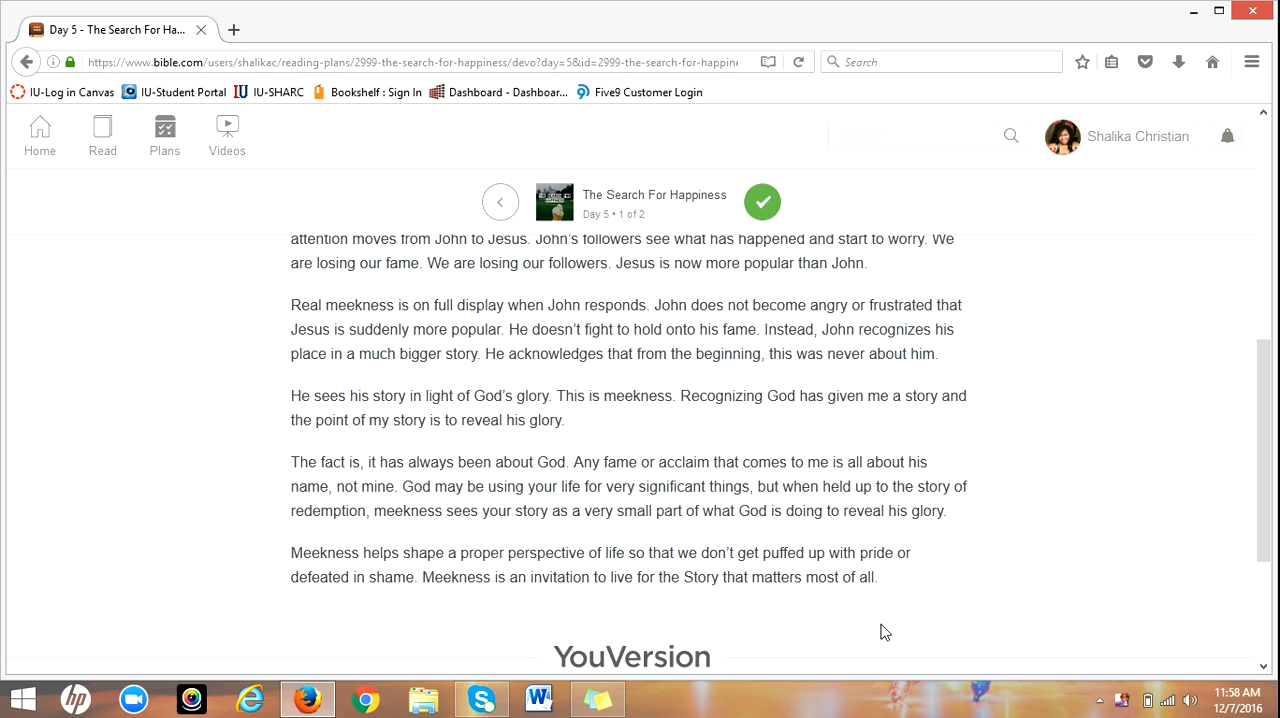 Day 5 - The Search For Ha...
https://www.bible.com/users/shalikac/reading-plans/2999-the-search-for-happiness/devo?day=5&id=2999-the-search-for-happine
Search
IU-Log in Canvas IU-Student Portal IU-SHARC Bookshelf : Sign In Dashboard - Dashboar... Five9 Customer Login
Home Read Plans Videos
Shalika Christian
The Search For Happiness
Day 5 • 1 of 2
attention moves from John to Jesus. John’s followers see what has happened and start to worry. We
are losing our fame. We are losing our followers. Jesus is now more popular than John.
Real meekness is on full display when John responds. John does not become angry or frustrated that
Jesus is suddenly more popular. He doesn’t fight to hold onto his fame. Instead, John recognizes his
place in a much bigger story. He acknowledges that from the beginning, this was never about him.
He sees his story in light of God’s glory. This is meekness. Recognizing God has given me a story and
the point of my story is to reveal his glory.
The fact is, it has always been about God. Any fame or acclaim that comes to me is all about his
name, not mine. God may be using your life for very significant things, but when held up to the story of
redemption, meekness sees your story as a very small part of what God is doing to reveal his glory.
Meekness helps shape a proper perspective of life so that we don’t get puffed up with pride or
defeated in shame. Meekness is an invitation to live for the Story that matters most of all.
YouVersion
11:58 AM
12/7/2016